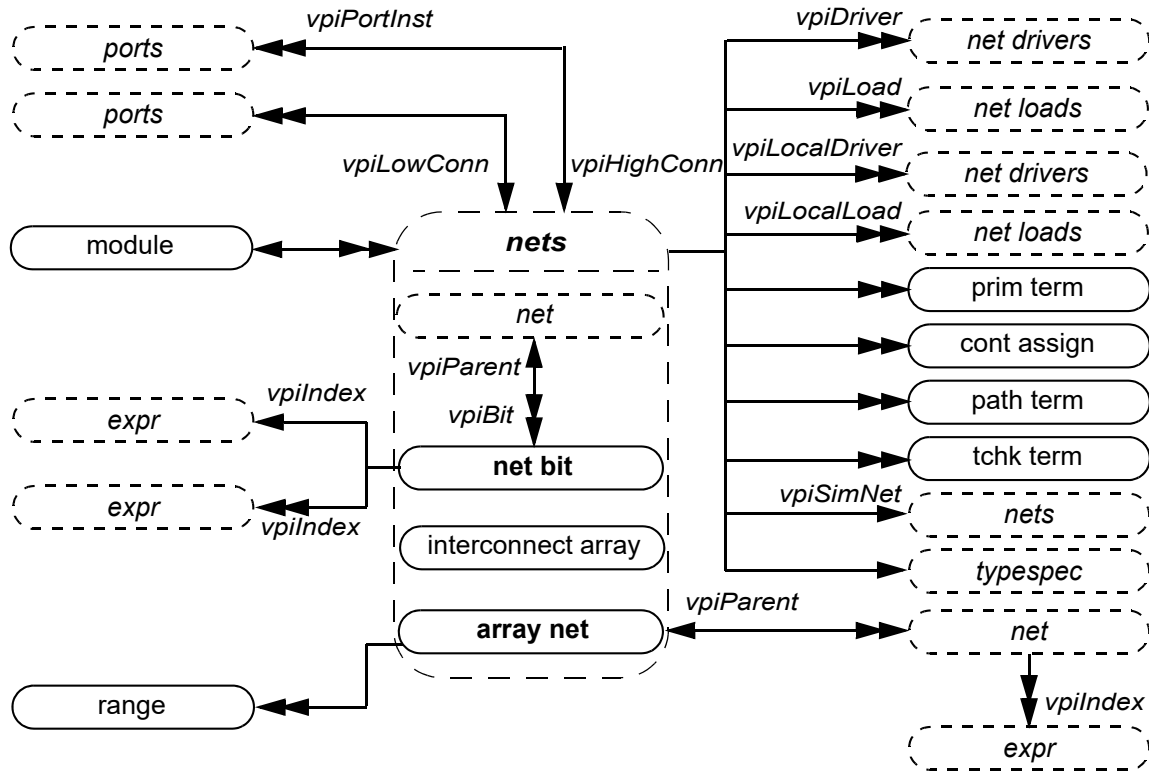 vpiPortInst
ports
ports
vpiLowConn
vpiHighConn
module
nets
net
vpiParent
vpiBit
vpiIndex
expr
net bit
expr
vpiIndex
interconnect array
array net
range
vpiDriver
net drivers
vpiLoad
net loads
vpiLocalDriver
net drivers
vpiLocalLoad
net loads
prim term
cont assign
path term
tchk term
vpiSimNet
nets
typespec
vpiParent
net
vpiIndex
expr